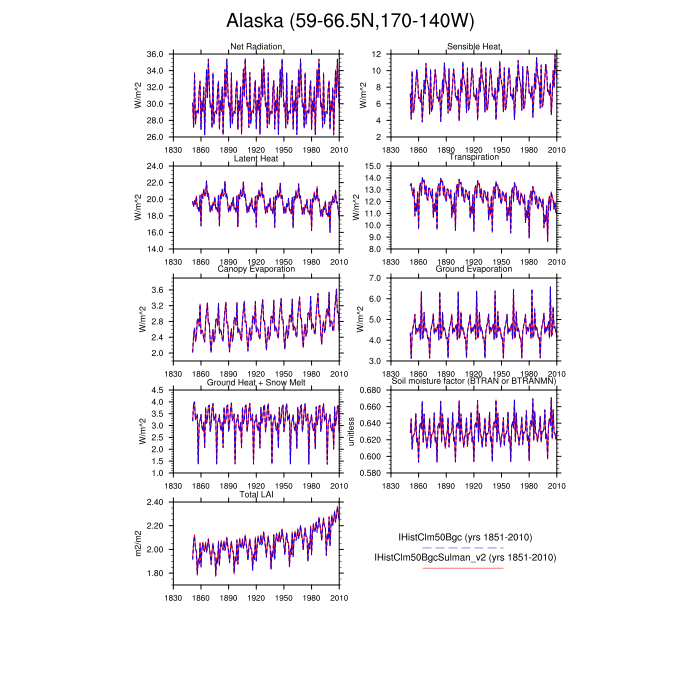 Alaska (59-66.5N,170-140W)
Net Radiation
W/m^2
36.0
34.0
32.0
30.0
28.0
26.0
1830 1860 1890 1920 1950 1980 2010
Sensible Heat
W/m^2
12
10
8
6
4
2
1830 1860 1890 1920 1950 1980 2010
Latent Heat
W/m^2
24.0
22.0
20.0
18.0
16.0
14.0
1830 1860 1890 1920 1950 1980 2010
Transpiration
W/m^2
15.0
14.0
13.0
12.0
11.0
10.0
9.0
8.0
1830 1860 1890 1920 1950 1980 2010
Canopy Evaporation
W/m^2
3.6
3.2
2.8
2.4
2.0
1830 1860 1890 1920 1950 1980 2010
Ground Evaporation
W/m^2
7.0
6.0
5.0
4.0
3.0
1830 1860 1890 1920 1950 1980 2010
Ground Heat + Snow Melt
W/m^2
4.5
4.0
3.5
3.0
2.5
2.0
1.5
1.0
1830 1860 1890 1920 1950 1980 2010
Soil moisture factor (BTRAN or BTRANMN)
unitless
0.680
0.660
0.640
0.620
0.600
0.580
1830 1860 1890 1920 1950 1980 2010
Total LAI
m2/m2
2.40
2.20
2.00
1.80
1830 1860 1890 1920 1950 1980 2010
IHistClm50Bgc (yrs 1851-2010)
IHistClm50BgcSulman_v2 (yrs 1851-2010)